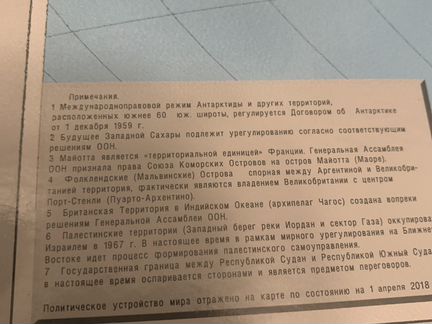 Примечания.
1 Международноправовой режим Антарктиды и других территорий,
расположенных южнее 60 юж. широты, регулируется Договором об Антарктике
от 1 декабря 1959 г.
2 Будущее Западной Сахары подлежит урегулированию согласно соответствующим
решениям ООН.
3 Майотта является «территориальной единицей» Франции. Генеральная Ассамблея
ООН признала права Союза Коморских Островов на остров Майотта (Маоре).
4 Фолклендские (Мальвинские) Острова спорная между Аргентиной и Великобри-
танией территория, фактически являются владением Великобритании с центром
Порт-Стенли (Пуэрто-Архентино).
5 Британская Территория в Индийском Океане (архипелаг Чагос) создана вопреки
решениям Генеральной Ассамблеи ООН.
6 Палестинские территории (Западный берег реки Иордан и сектор Газа) оккупирова
Израилем в 1967 г. В настоящее время в рамкам мирного урегулирования на Ближне
Востоке идет процесс формирования палестинского самоуправления.
7 Государственная граница между Республикой Судан и Республикой Южный Суда
в настоящее время оспаривается сторонами и является предметом переговоров.
Политическое устройство мира отражено на карте по состоянию на 1 апреля 2018